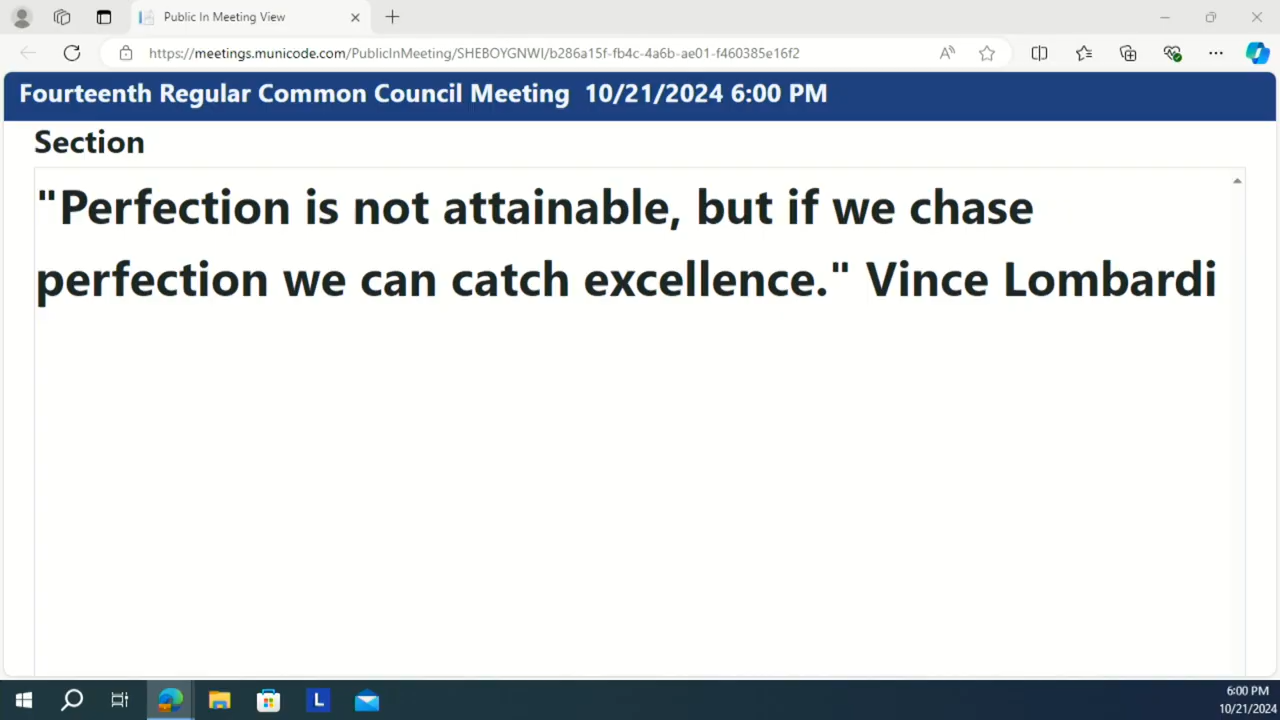 Public In Meeting View
https://meetings.municode.com/PublicInMeeting/SHEBOYGNWI/b286a15f-fb4c-4a6b-ae01-f460385e16f2
Fourteenth Regular Common Council Meeting 10/21/2024 6:00 PM
Section
"Perfection is not attainable, but if we chase
perfection we can catch excellence." Vince Lombardi
L
6:00 PM
10/21/2024